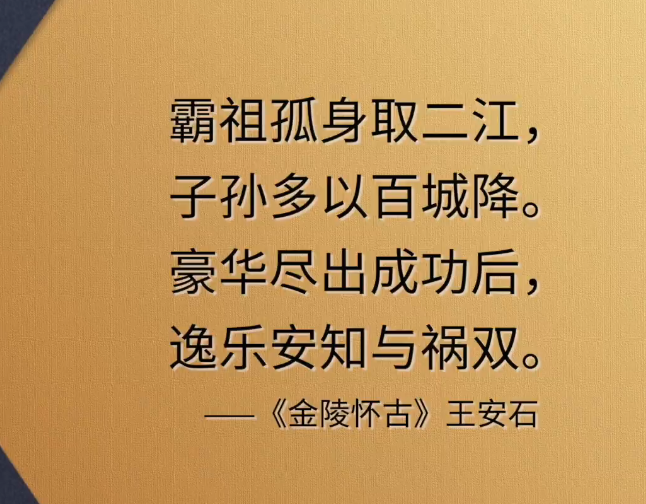 霸祖孤身取二江，
子孙多以百城降。
豪华尽出成功后，
逸乐安知与祸双。
——《金陵怀古》王安石